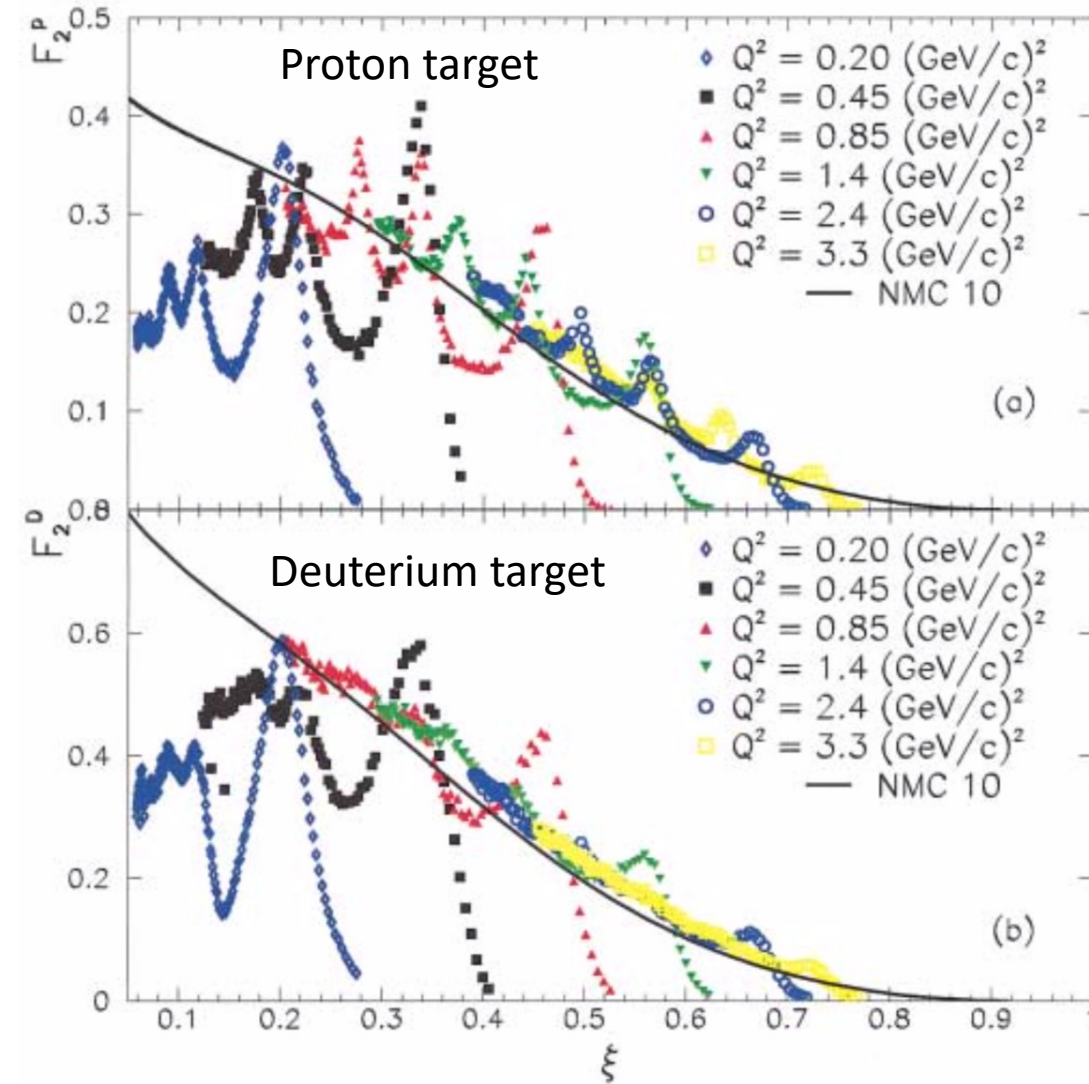 F₂ᵖ
0.5
0.4
0.3
0.2
0.1
Proton target
Q² = 0.20 (GeV/c)²
Q² = 0.45 (GeV/c)²
Q² = 0.85 (GeV/c)²
Q² = 1.4 (GeV/c)²
Q² = 2.4 (GeV/c)²
Q² = 3.3 (GeV/c)²
NMC 10
(a)
F₂ᴰ
0.8
0.6
0.4
0.2
0
Deuterium target
Q² = 0.20 (GeV/c)²
Q² = 0.45 (GeV/c)²
Q² = 0.85 (GeV/c)²
Q² = 1.4 (GeV/c)²
Q² = 2.4 (GeV/c)²
Q² = 3.3 (GeV/c)²
NMC 10
(b)
0.1 0.2 0.3 0.4 0.5 0.6 0.7 0.8 0.9
ξ